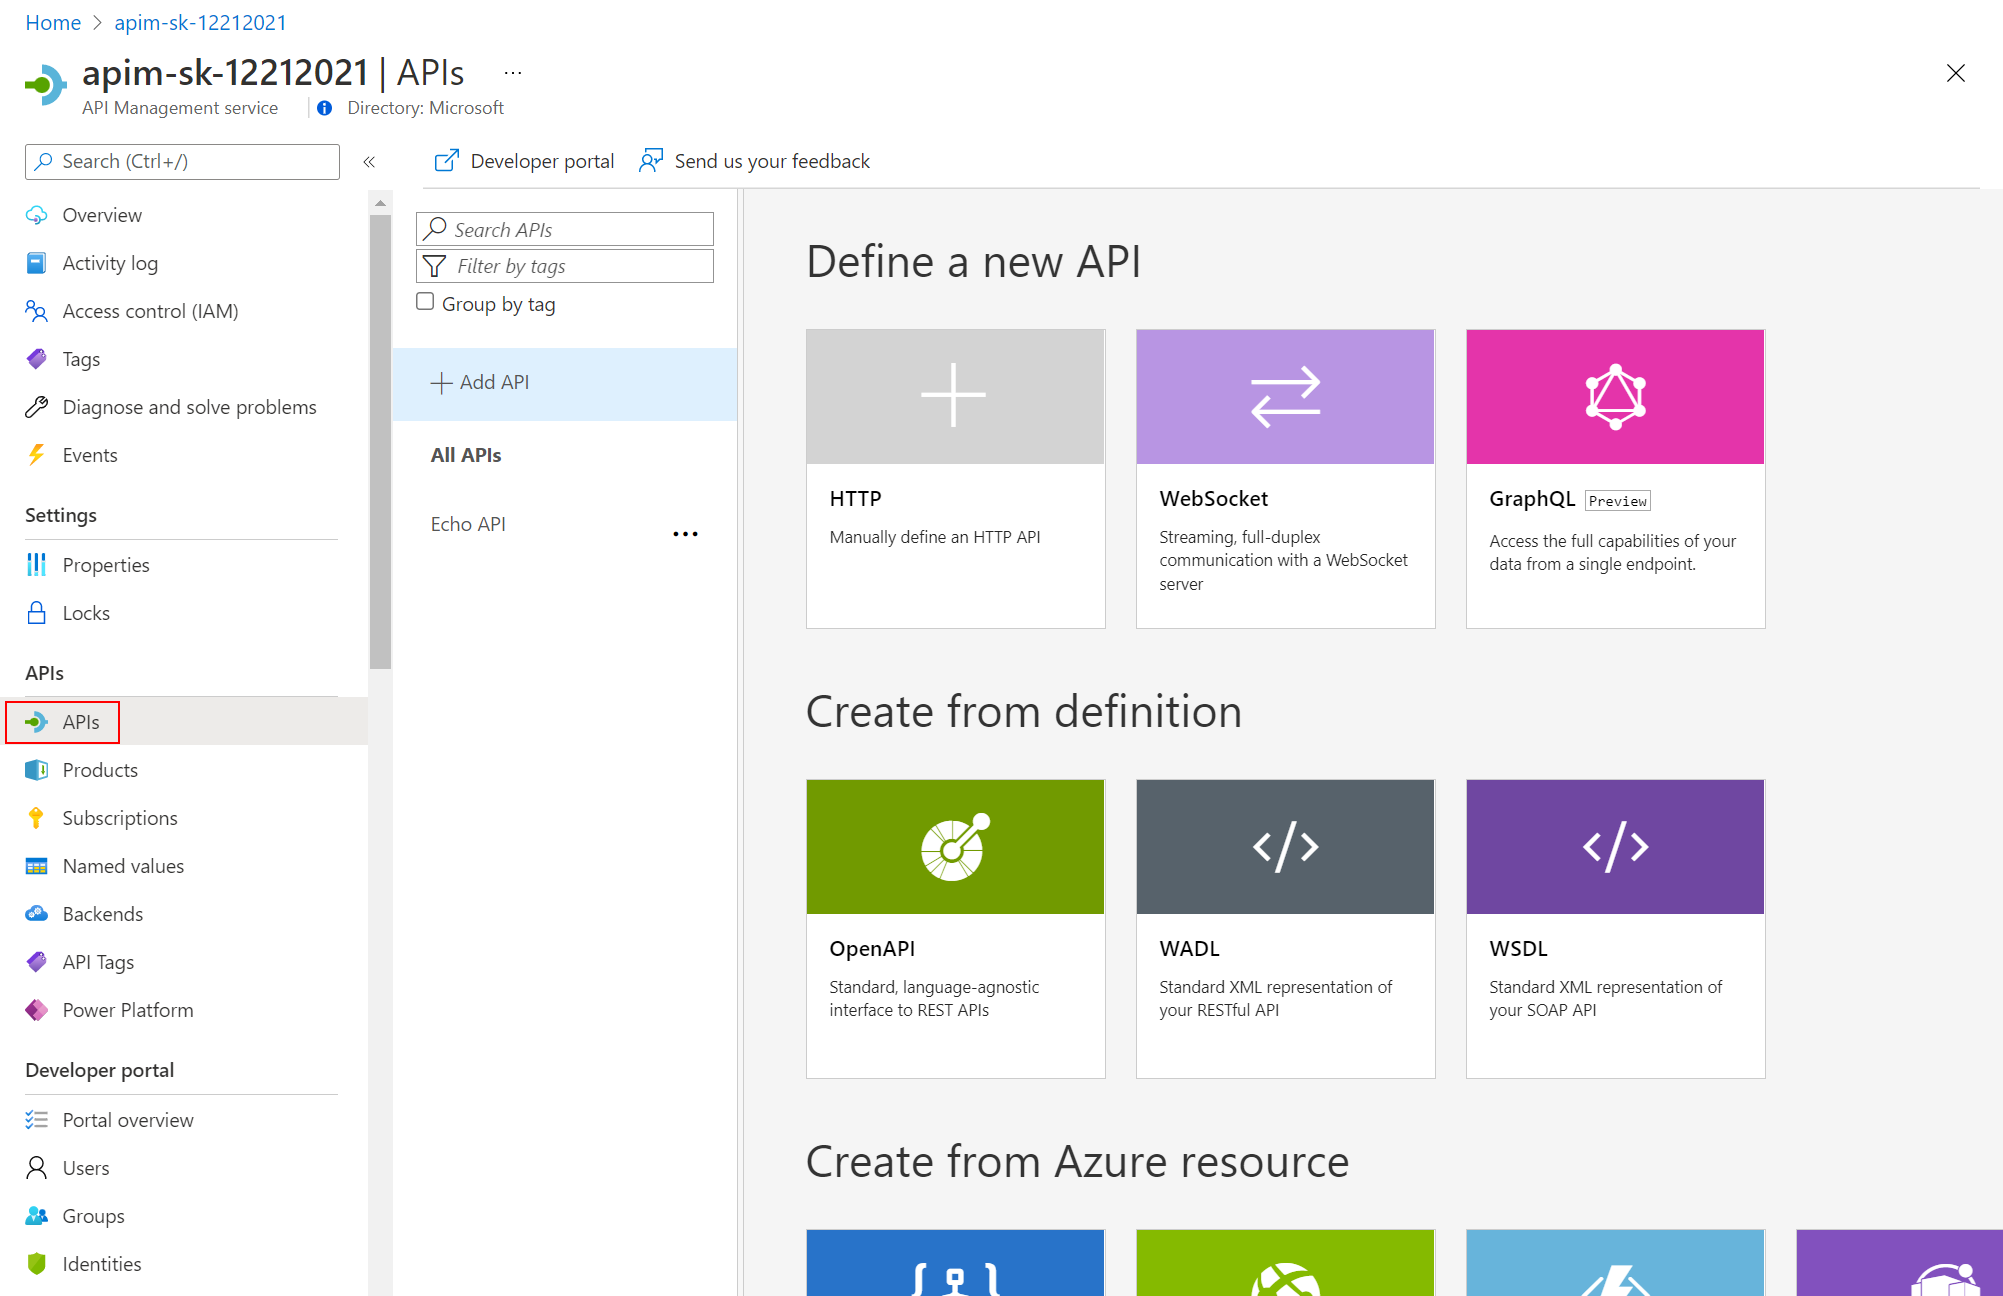 Home > apim-sk-12212021
apim-sk-12212021 | APIs ...
API Management service
Directory: Microsoft
Search (Ctrl+/)
«
Overview
Activity log
Access control (IAM)
Tags
Diagnose and solve problems
Events
Settings
Properties
Locks
APIs
APIs
Products
Subscriptions
Named values
Backends
API Tags
Power Platform
Developer portal
Portal overview
Users
Groups
Identities
Developer portal
Send us your feedback
Search APIs
Filter by tags
Group by tag
+ Add API
All APIs
Echo API
...
Define a new API
HTTP
Manually define an HTTP API
WebSocket
Streaming, full-duplex
communication with a WebSocket
server
GraphQL Preview
Access the full capabilities of your
data from a single endpoint.
Create from definition
OpenAPI
Standard, language-agnostic
interface to REST APIs
</>
WADL
Standard XML representation of
your RESTful API
</>
WSDL
Standard XML representation of
your SOAP API
Create from Azure resource